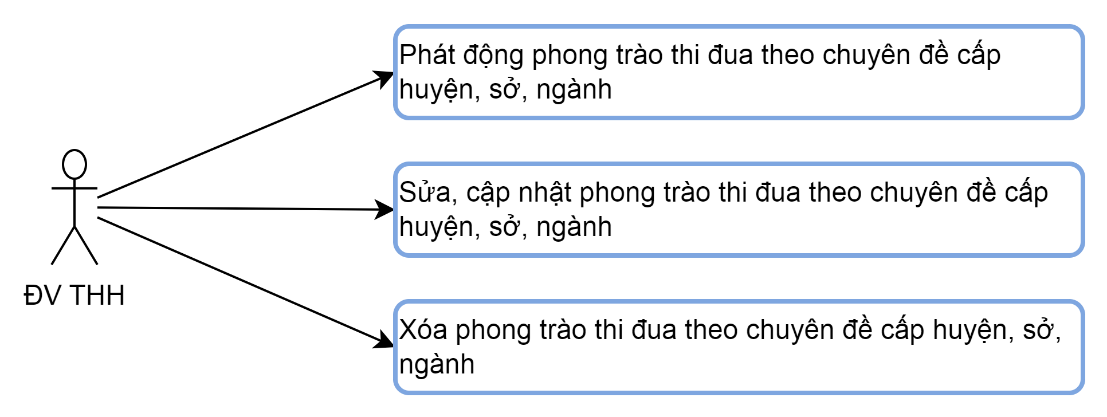 Phát động phong trào thi đua theo chuyên đề cấp
huyện, sở, ngành
Sửa, cập nhật phong trào thi đua theo chuyên đề cấp
huyện, sở, ngành
ĐV THH
Xóa phong trào thi đua theo chuyên đề cấp huyện, sở,
ngành